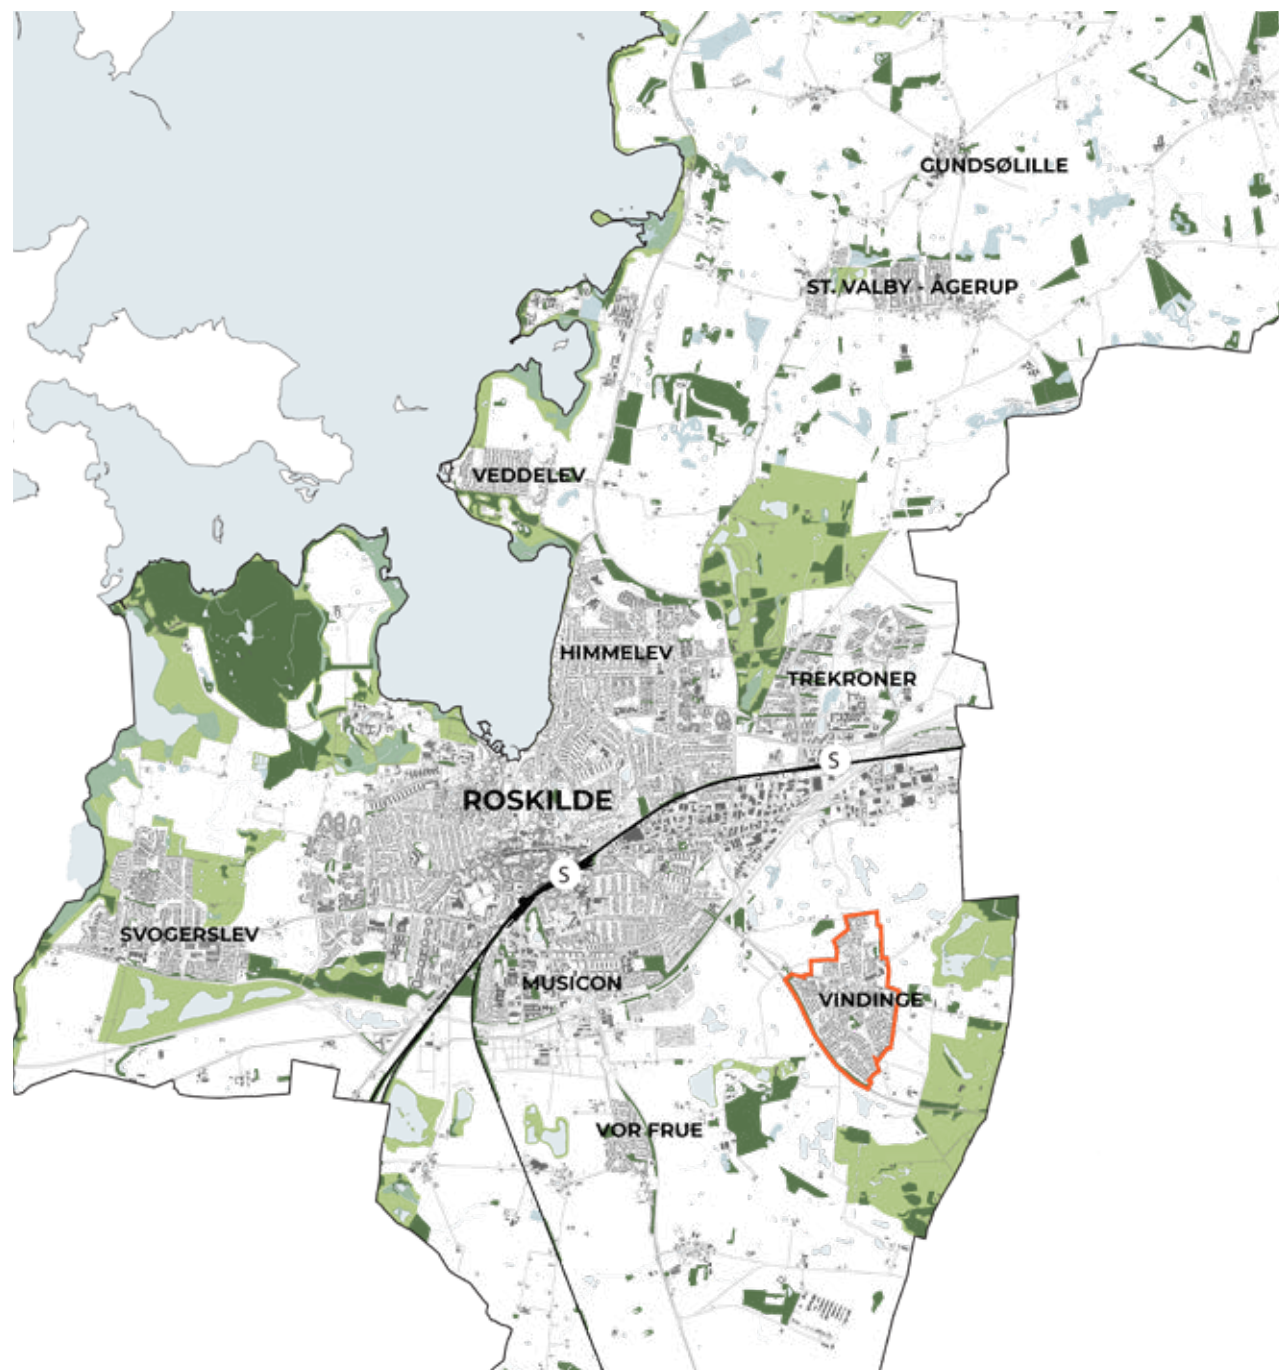 GUNDSØLILLE
ST. VALBY - ÅGERUP
VEDDELEV
HIMMELEV
TREKRONER
S
ROSKILDE
S
SVOGERSLEV
MUSICON
VINDINGE
VOR FRUE